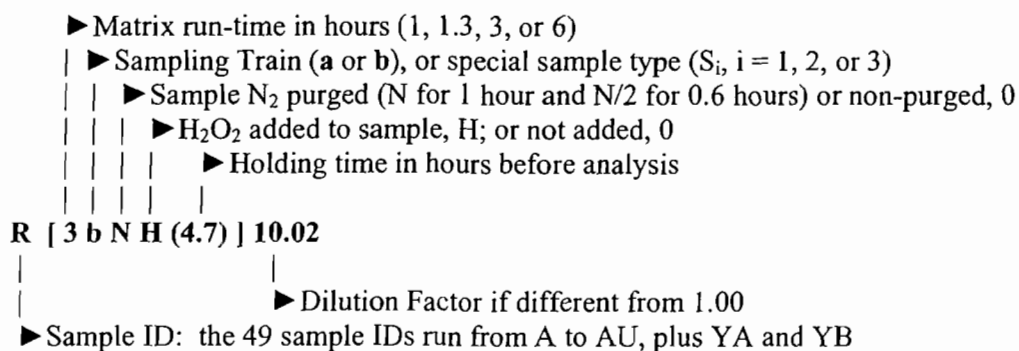 ►Matrix run-time in hours (1, 1.3, 3, or 6)
►Sampling Train (a or b), or special sample type (Sᵢ, i = 1, 2, or 3)
►Sample N₂ purged (N for 1 hour and N/2 for 0.6 hours) or non-purged, 0
►H₂O₂ added to sample, H; or not added, 0
►Holding time in hours before analysis
R [ 3 b N H (4.7) ] 10.02
►Dilution Factor if different from 1.00
►Sample ID: the 49 sample IDs run from A to AU, plus YA and YB